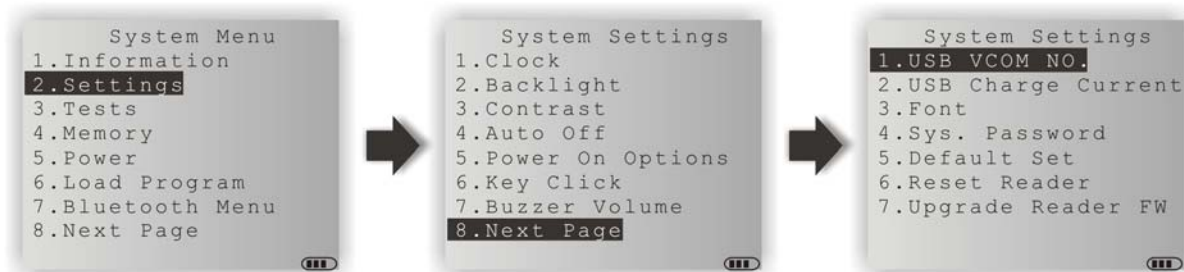 System Menu
1.Information
2.Settings
3.Tests
4.Memory
5.Power
6.Load Program
7.Bluetooth Menu
8.Next Page
System Settings
1.Clock
2.Backlight
3.Contrast
4.Auto Off
5.Power On Options
6.Key Click
7.Buzzer Volume
8.Next Page
System Settings
1.USB VCOM NO.
2.USB Charge Current
3.Font
4.Sys. Password
5.Default Set
6.Reset Reader
7.Upgrade Reader FW